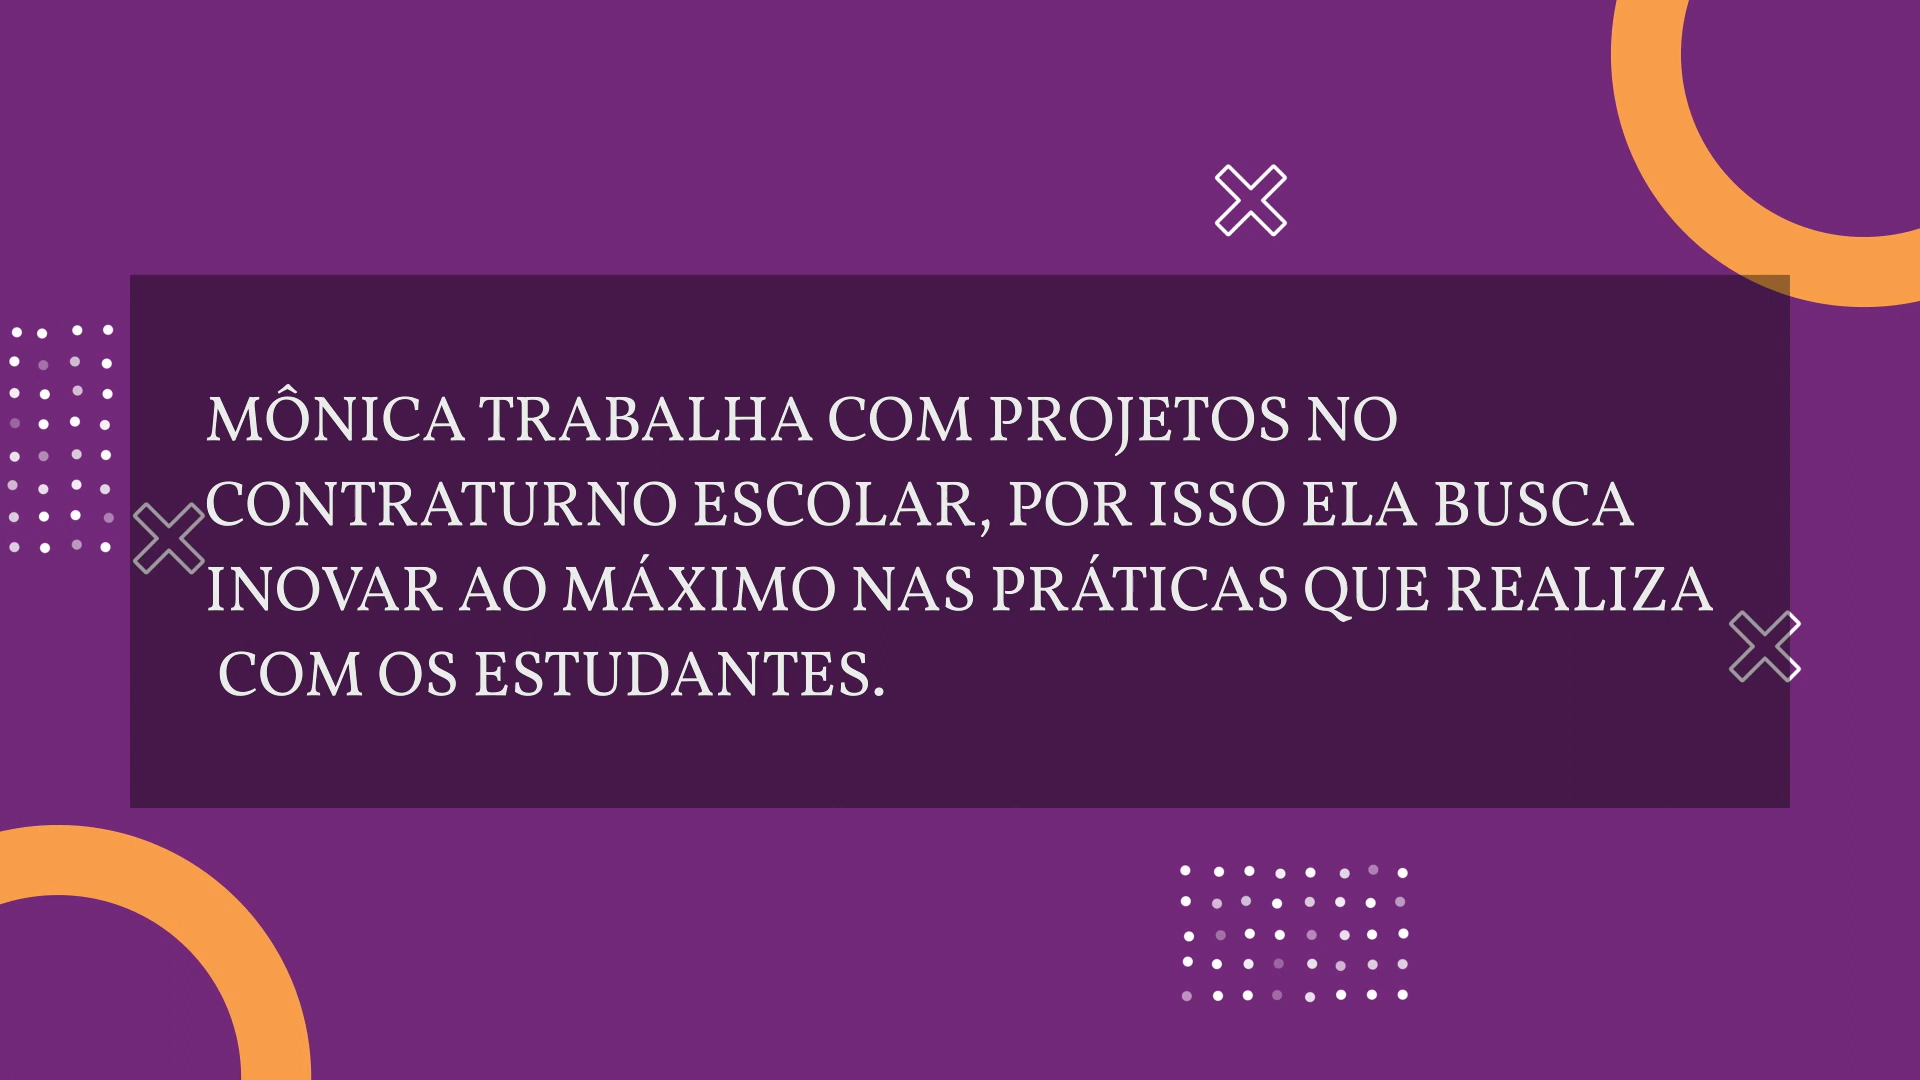 MÔNICA TRABALHA COM PROJETOS NO
CONTRATURNO ESCOLAR, POR ISSO ELA BUSCA
INOVAR AO MÁXIMO NAS PRÁTICAS QUE REALIZA
COM OS ESTUDANTES.